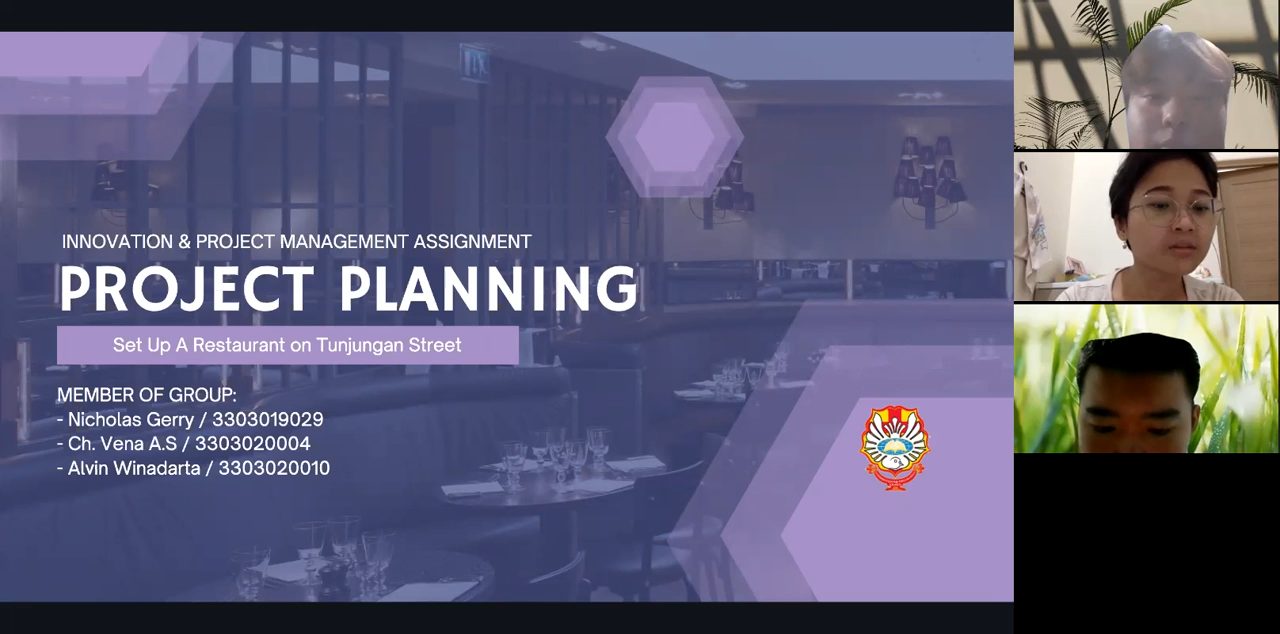 INNOVATION & PROJECT MANAGEMENT ASSIGNMENT
PROJECT PLANNING
Set Up A Restaurant on Tunjungan Street
MEMBER OF GROUP:
- Nicholas Gerry / 3303019029
- Ch. Vena A.S / 3303020004
- Alvin Winadarta / 3303020010